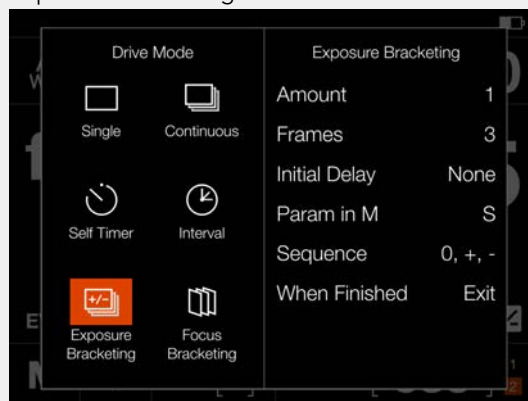 Drive Mode
Single
Continuous
Self Timer
Interval
+/-
Exposure
Bracketing
Focus
Bracketing
Exposure Bracketing
Amount 1
Frames 3
Initial Delay None
Param in M S
Sequence 0, +, -
When Finished Exit